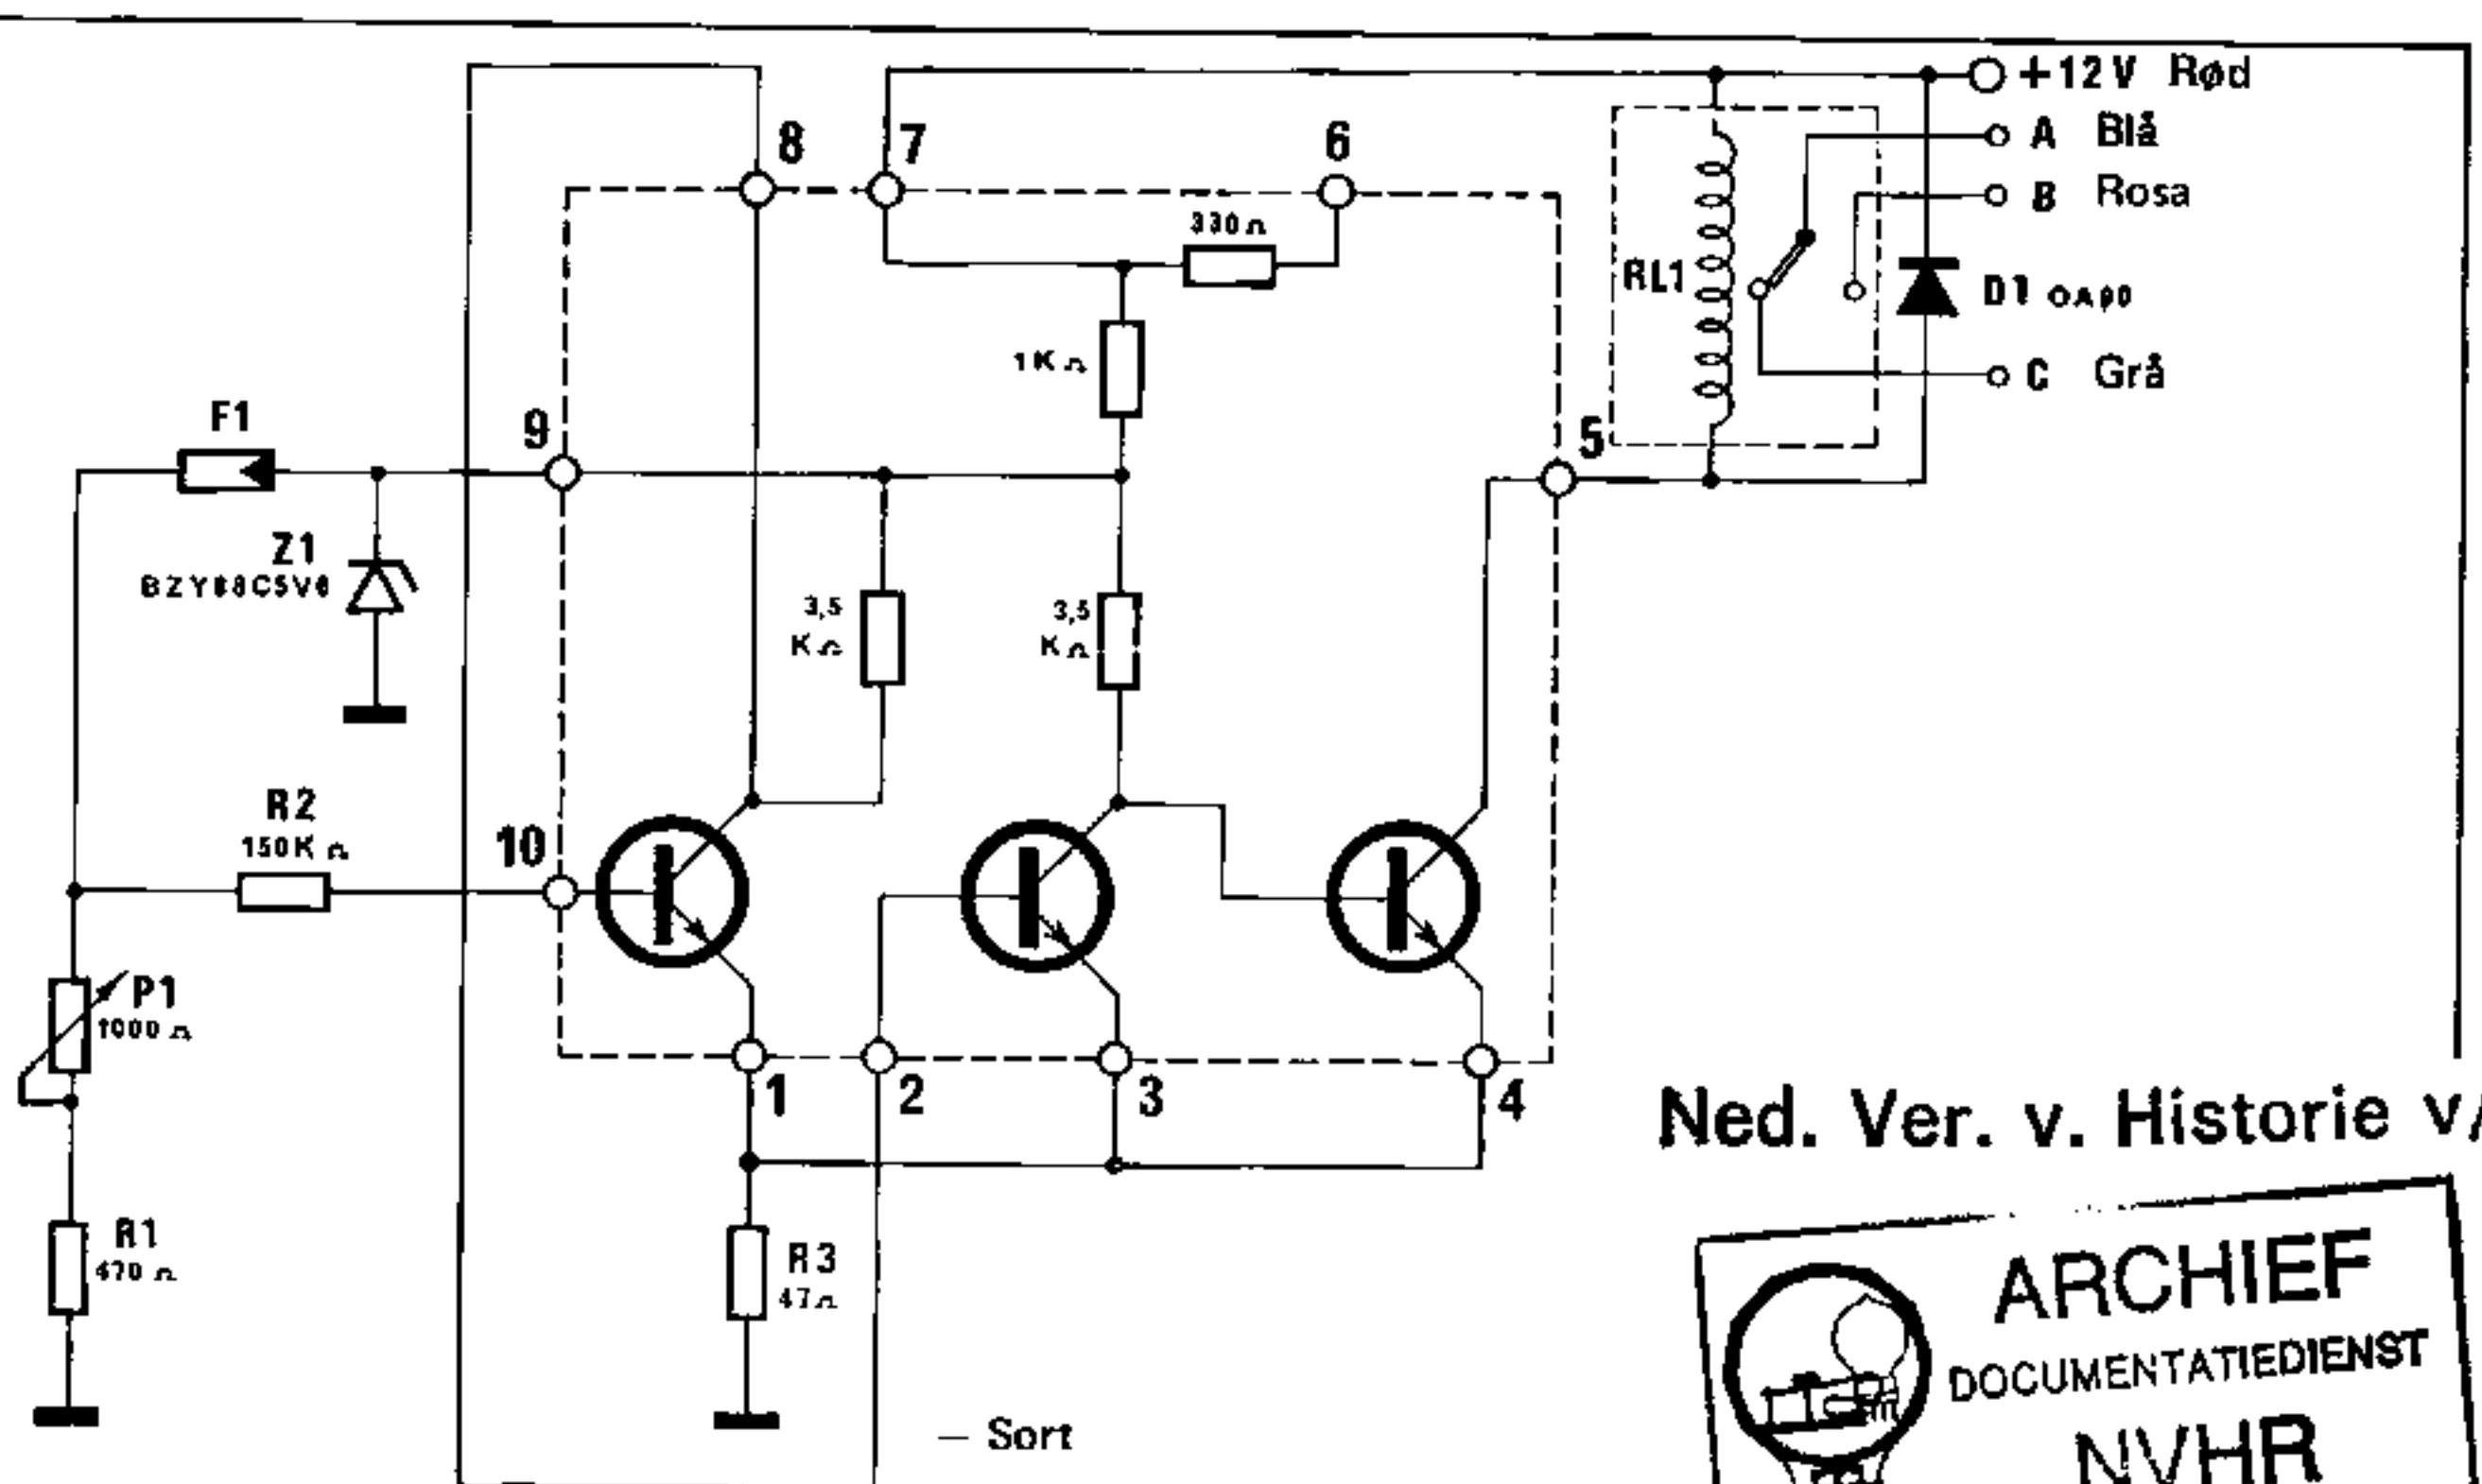 +12V Rød
A Blå
B Rosa
8
7
6
330Ω
RL1
D1 OA90
1KΩ
C Grå
F1
9
5
Z1
BZY88C5V6
3,5
KΩ
3,5
KΩ
R2
150KΩ
10
P1
1000Ω
1
2
3
4
Ned. Ver. v. Historie v/
R1
470Ω
R3
47Ω
ARCHIEF
DOCUMENTATIEDIENST
NVHR
– Sort